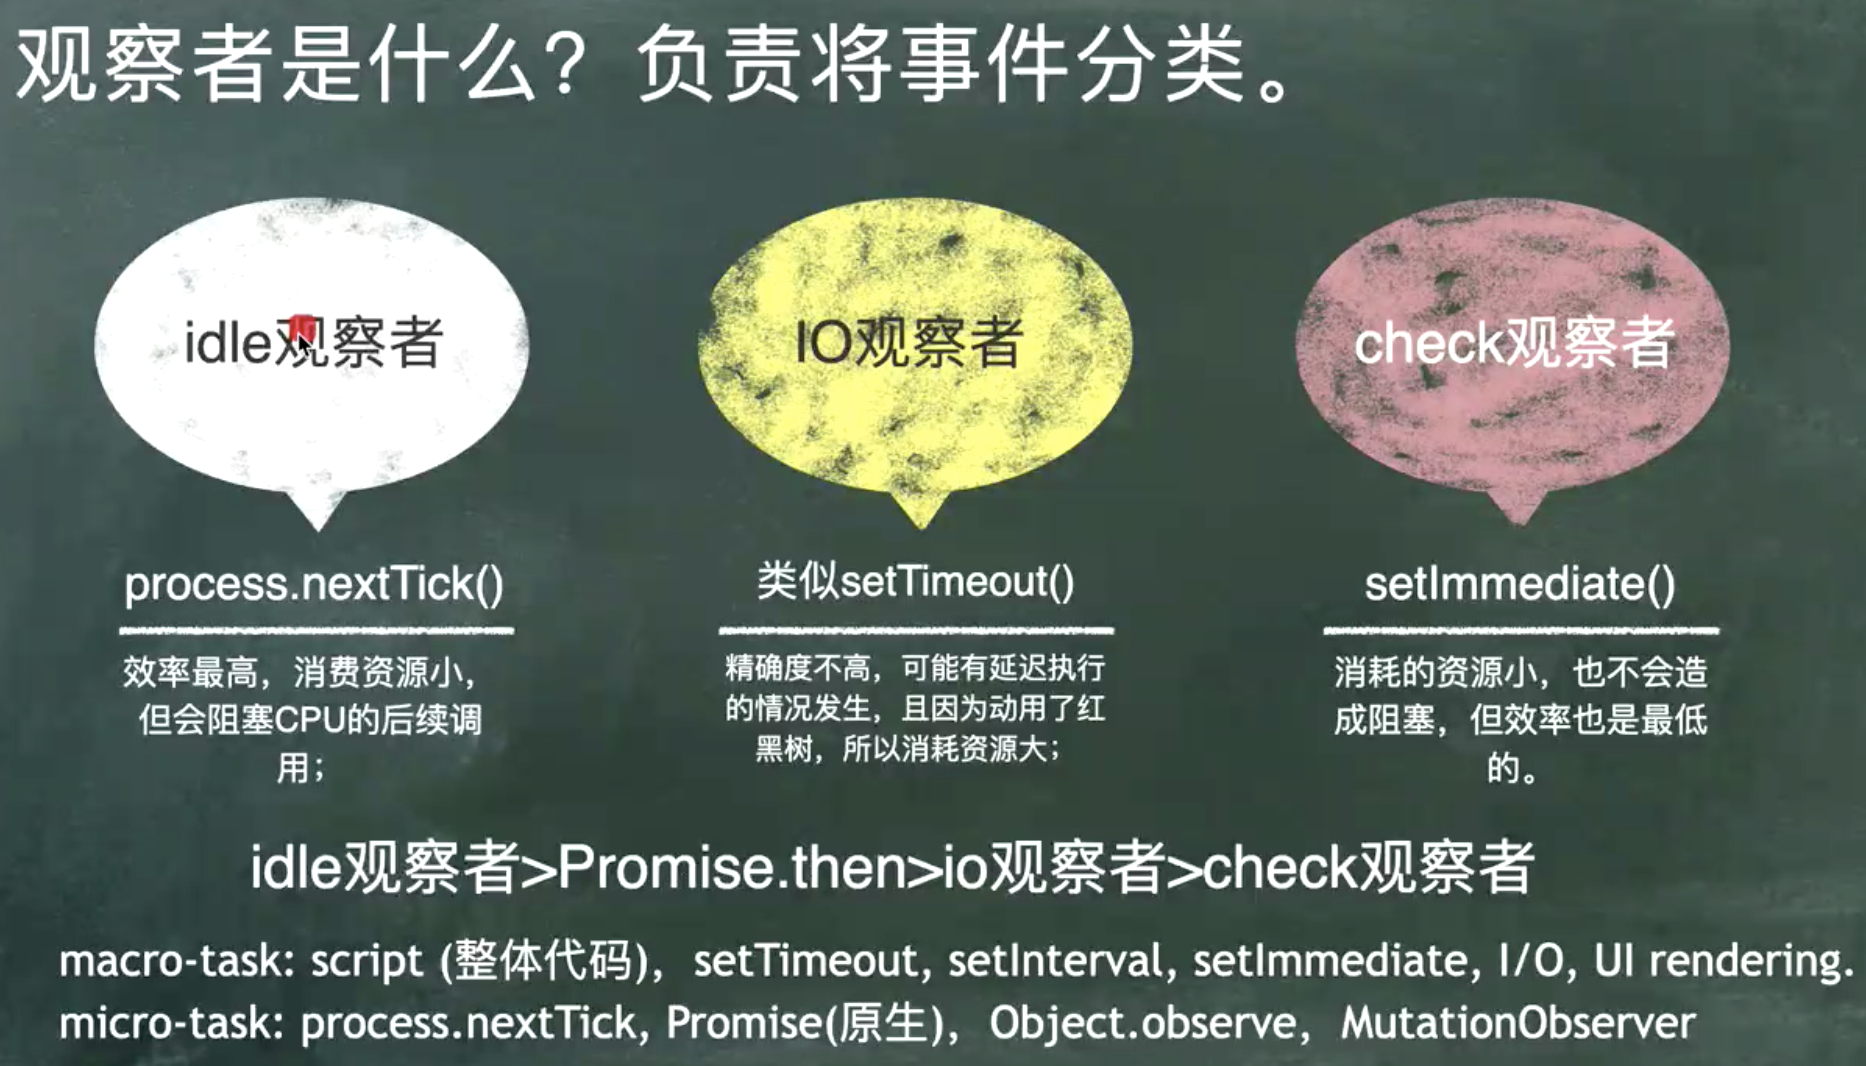 观察者是什么？负责将事件分类。
idle观察者
IO观察者
check观察者
process.nextTick()
效率最高，消费资源小，
但会阻塞CPU的后续调
用；
类似setTimeout()
精确度不高，可能有延迟执行
的情况发生，且因为动用了红
黑树，所以消耗资源大；
setImmediate()
消耗的资源小，也不会造
成阻塞，但效率也是最低
的。
idle观察者>Promise.then>io观察者>check观察者
macro-task: script (整体代码)，setTimeout, setInterval, setImmediate, I/O, UI rendering.
micro-task: process.nextTick, Promise(原生)，Object.observe，MutationObserver